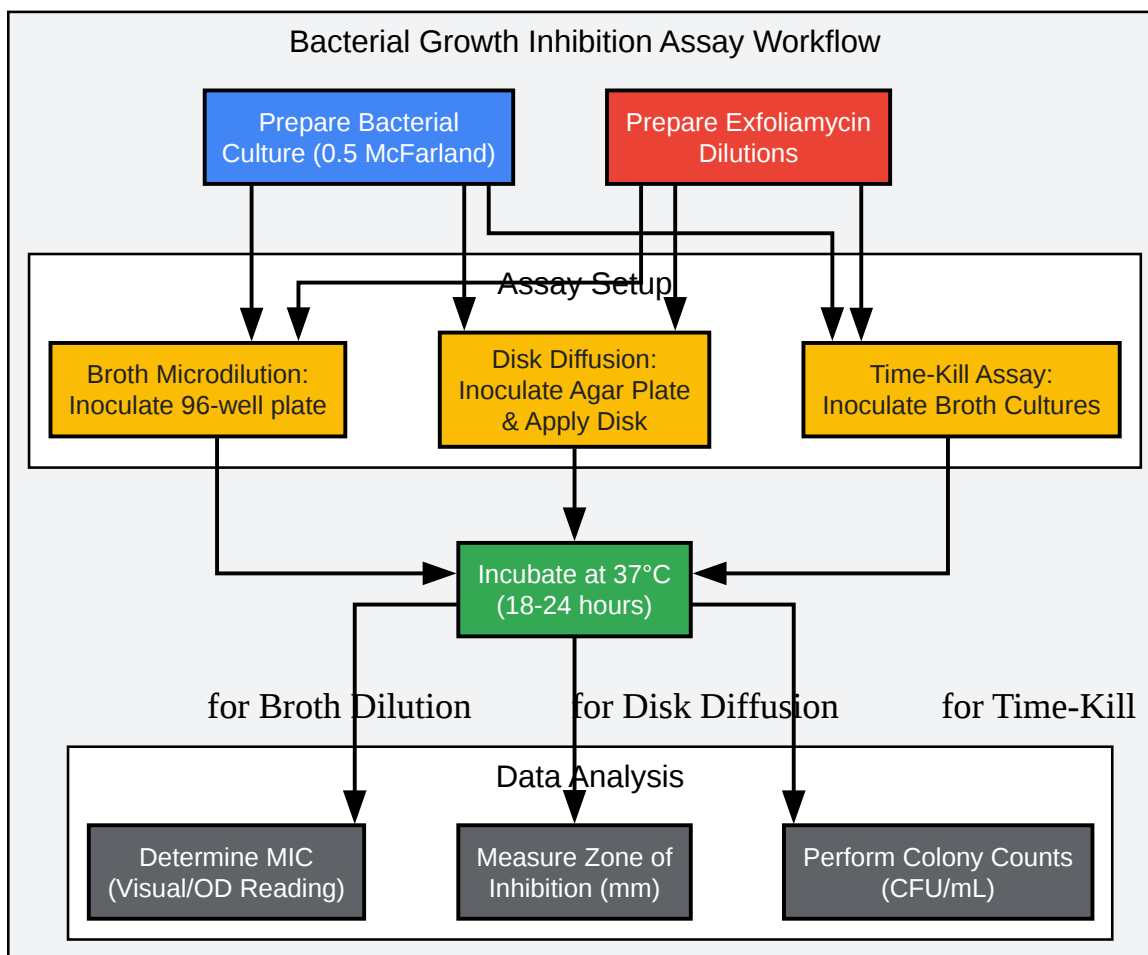 Bacterial Growth Inhibition Assay Workflow
Prepare Bacterial
Culture (0.5 McFarland)
Prepare Exfoliamycin
Dilutions
Assay Setup
Broth Microdilution:
Inoculate 96-well plate
Disk Diffusion:
Inoculate Agar Plate
& Apply Disk
Time-Kill Assay:
Inoculate Broth Cultures
Incubate at 37°C
(18-24 hours)
for Broth Dilution
for Disk Diffusion
for Time-Kill
Data Analysis
Determine MIC
(Visual/OD Reading)
Measure Zone of
Inhibition (mm)
Perform Colony Counts
(CFU/mL)